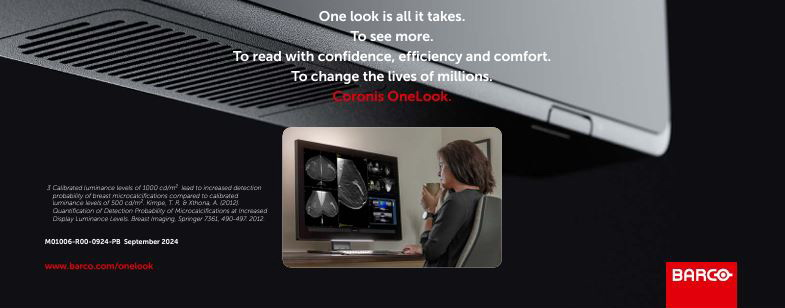 One look is all it takes.
To see more.
To read with confidence, efficiency and comfort.
To change the lives of millions.
Coronis OneLook.
3 Calibrated luminance levels of 1000 cd/m² lead to increased detection
probability of breast microcalcifications compared to calibrated
luminance levels of 500 cd/m². Kimpe, T. R. & Xthona, A. (2012).
Quantification of Detection Probability of Microcalcifications at Increased
Display Luminance Levels. Breast Imaging, Springer 7361, 490-497. 2012
M01006-R00-0924-PB September 2024
www.barco.com/onelook
BARCO